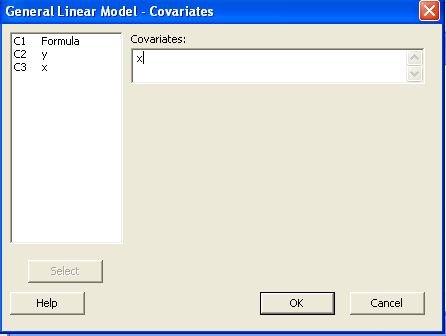 General Linear Model - Covariates
C1 Formula
C2 y
C3 x
Covariates:
x
Select
Help
OK
Cancel